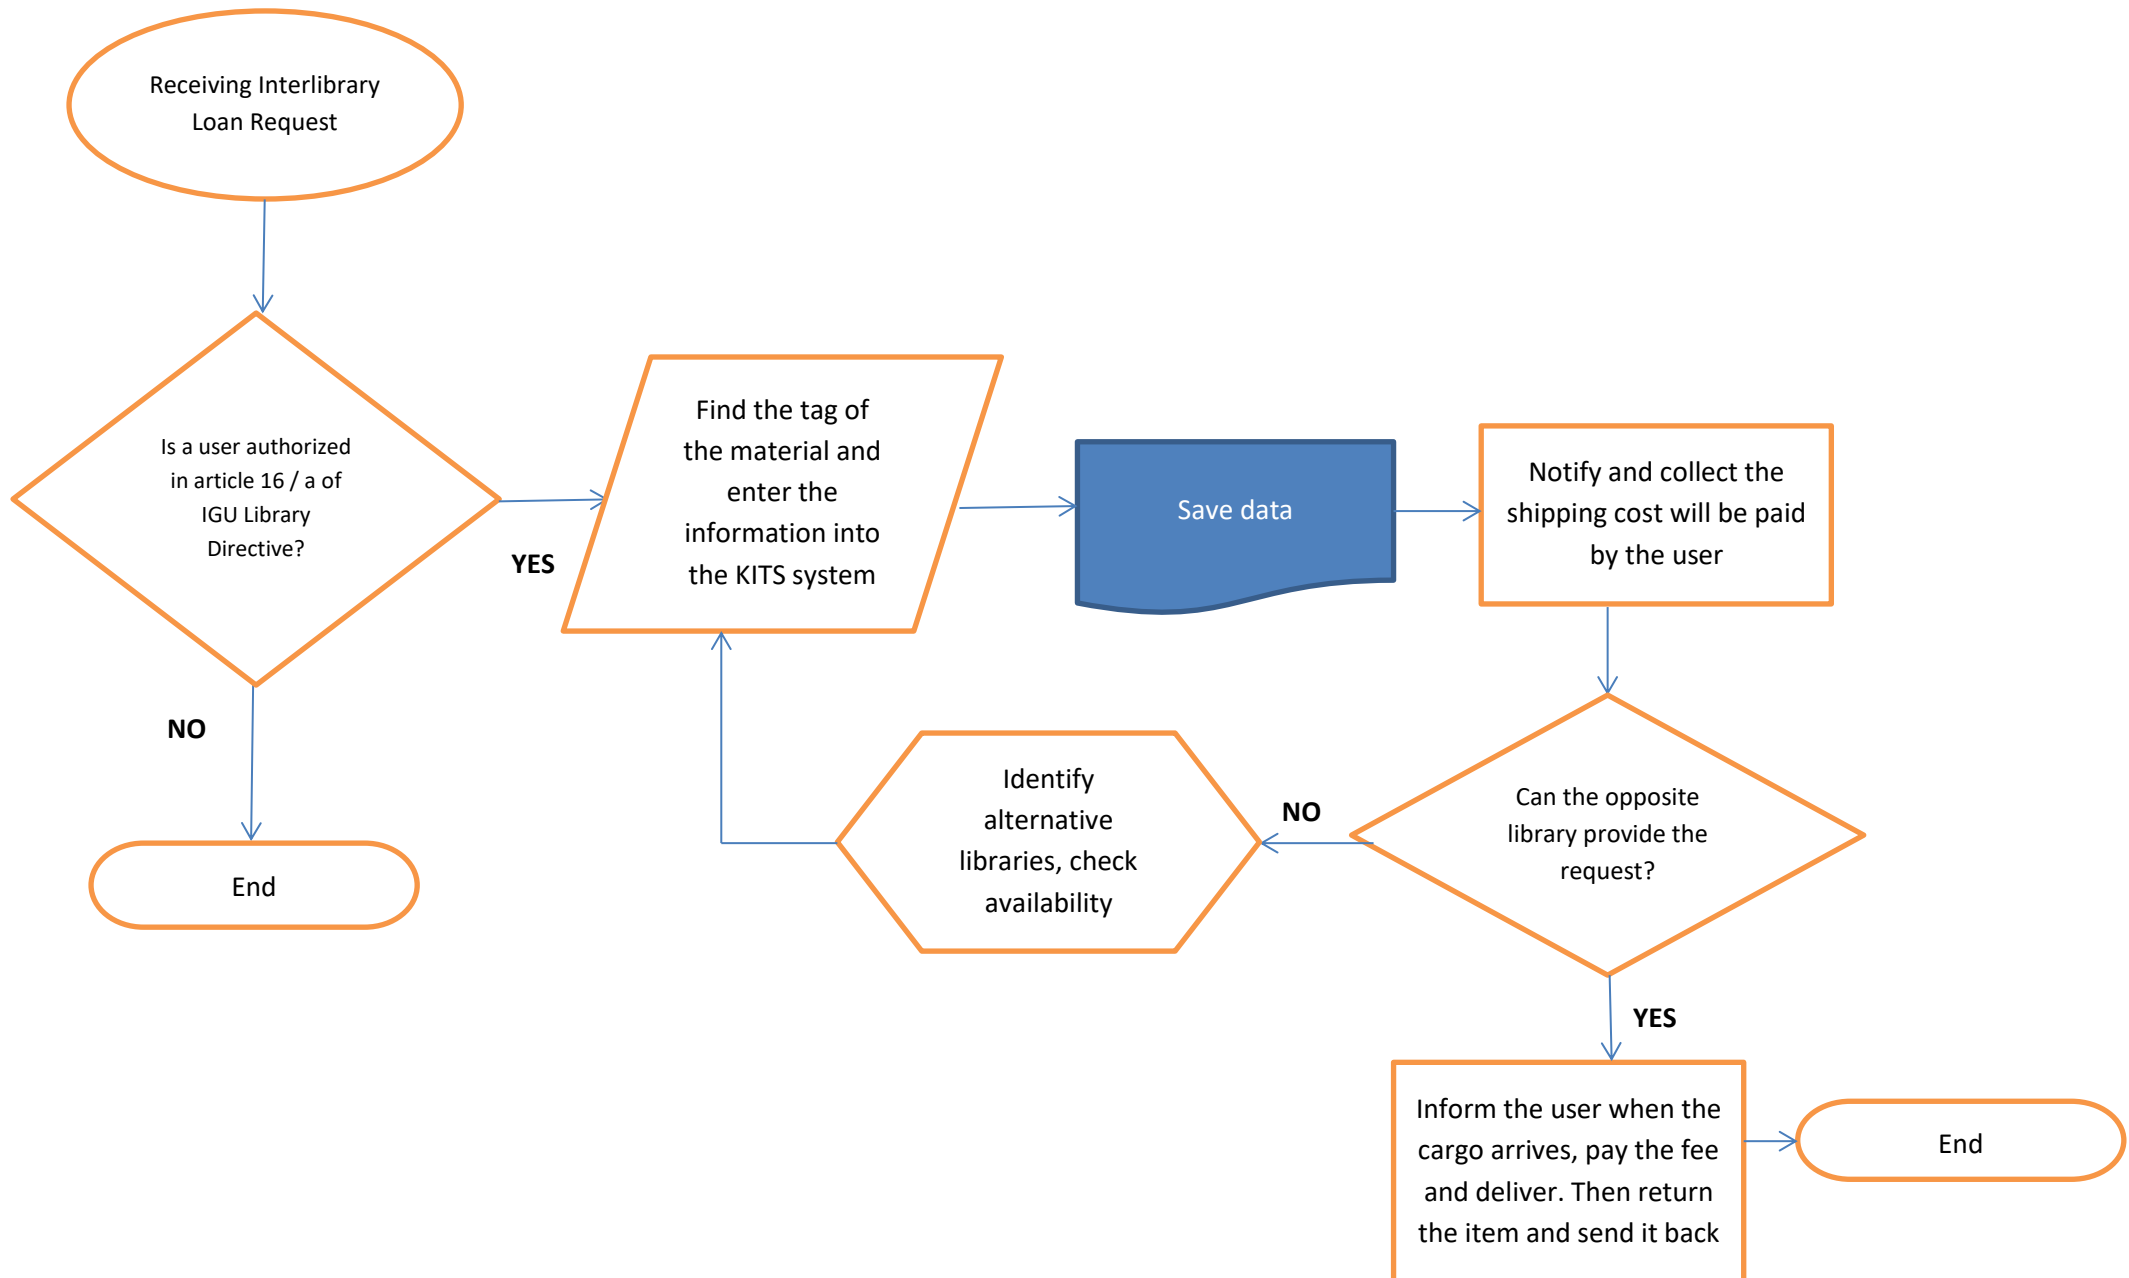 Receiving Interlibrary
Loan Request
Is a user authorized
in article 16 / a of
IGU Library
Directive?
YES
NO
End
Find the tag of
the material and
enter the
information into
the KITS system
Save data
Notify and collect the
shipping cost will be paid
by the user
Can the opposite
library provide the
request?
NO
Identify
alternative
libraries, check
availability
YES
Inform the user when the
cargo arrives, pay the fee
and deliver. Then return
the item and send it back
End